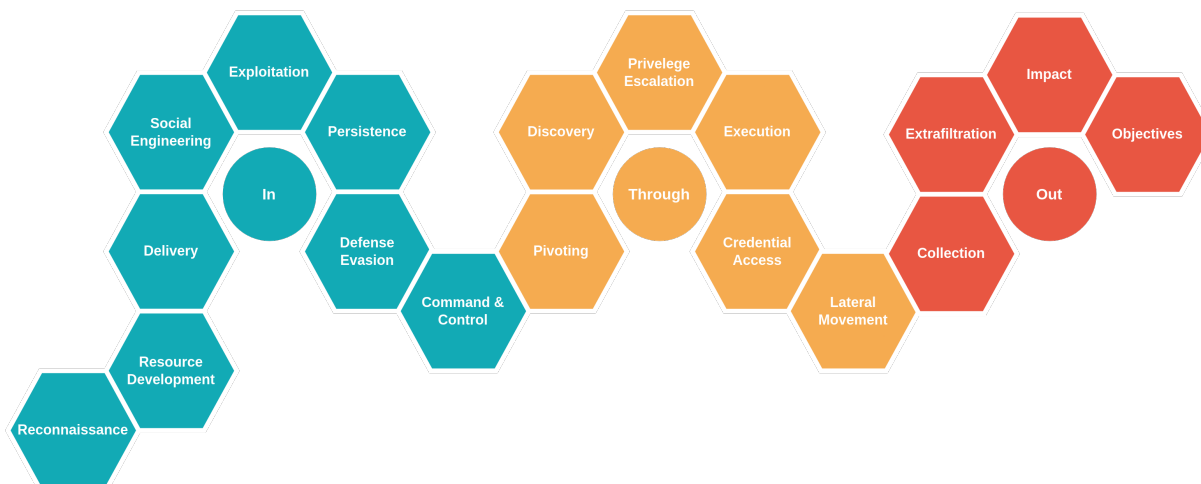 Reconnaissance
Resource
Development
Delivery
Social
Engineering
Exploitation
Persistence
Defense
Evasion
Command &
Control
In
Pivoting
Discovery
Privelege
Escalation
Execution
Credential
Access
Lateral
Movement
Through
Collection
Extrafiltration
Impact
Objectives
Out